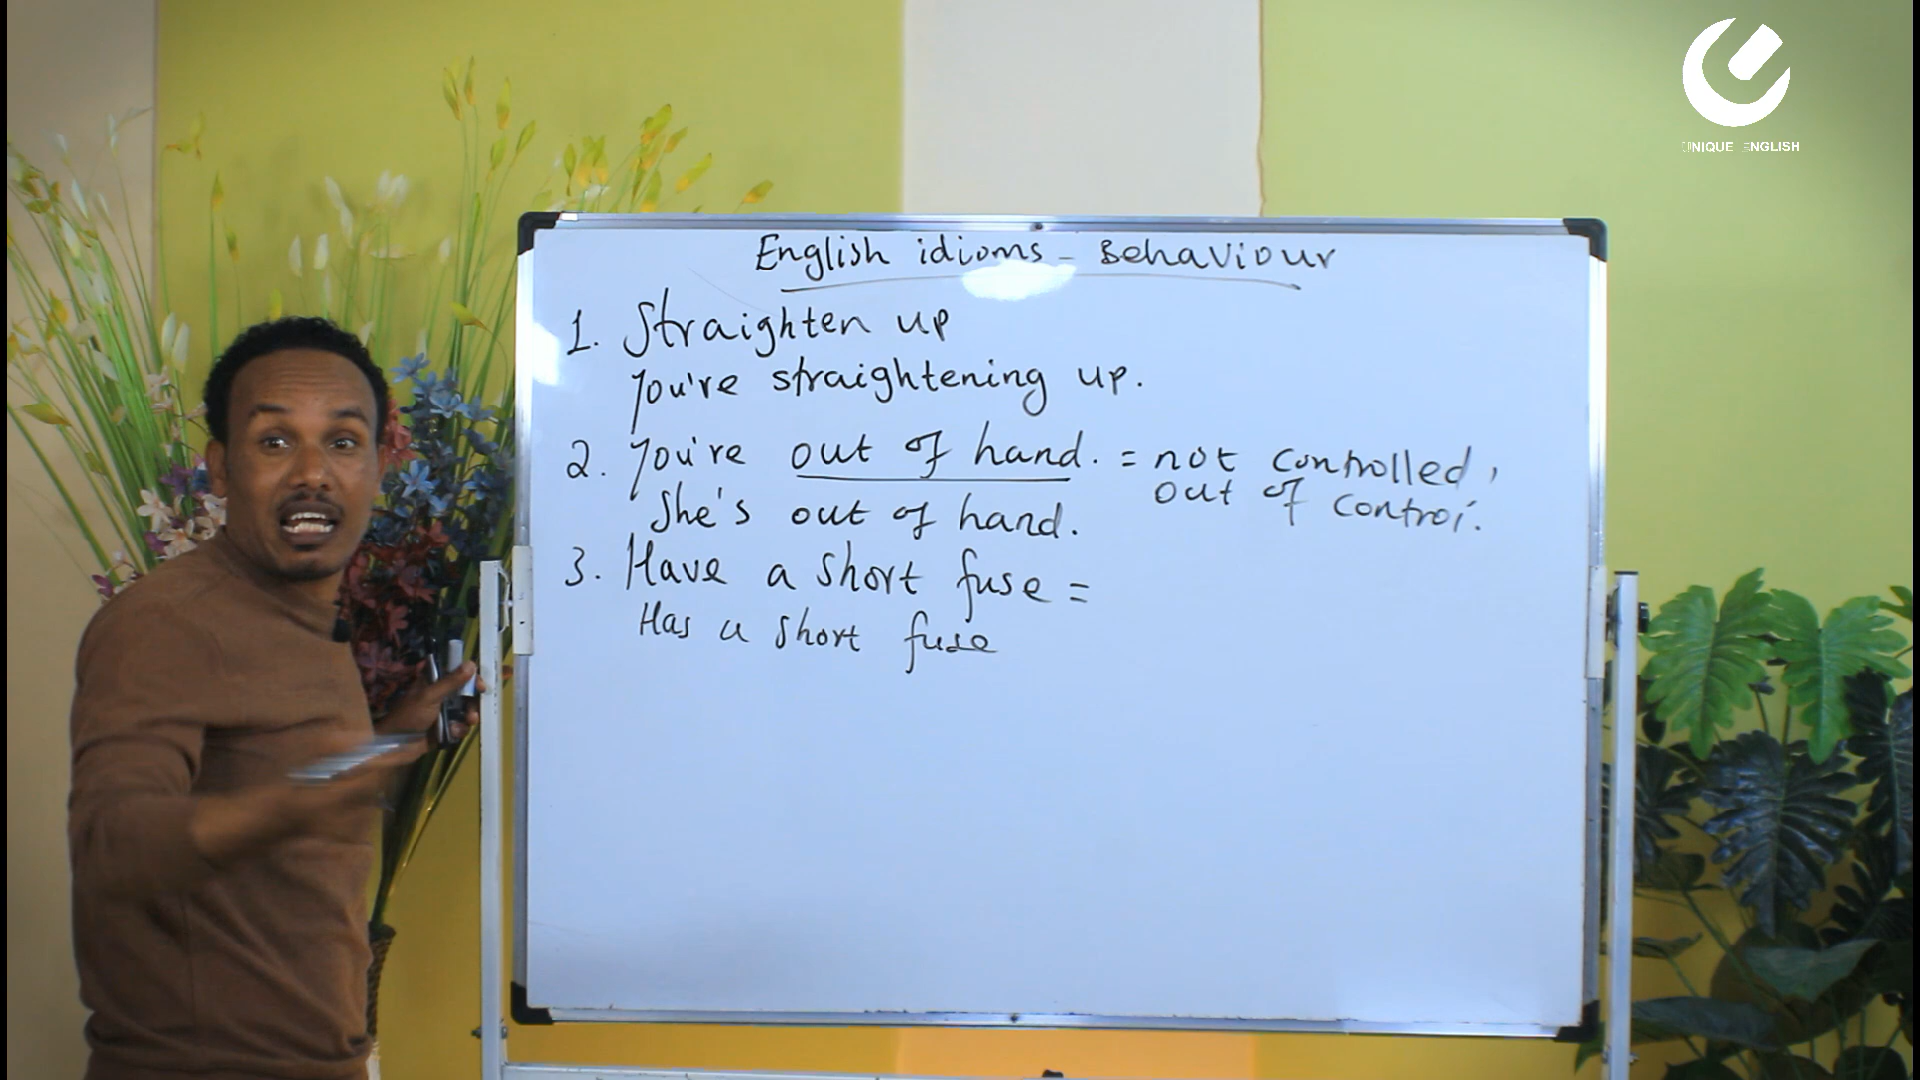 UNIQUE ENGLISH
English idioms - Behaviour
1. Straighten up
You're straightening up.
2. You're out of hand. = not controlled,
out of control.
She's out of hand.
3. Have a short fuse =
Has a short fuse